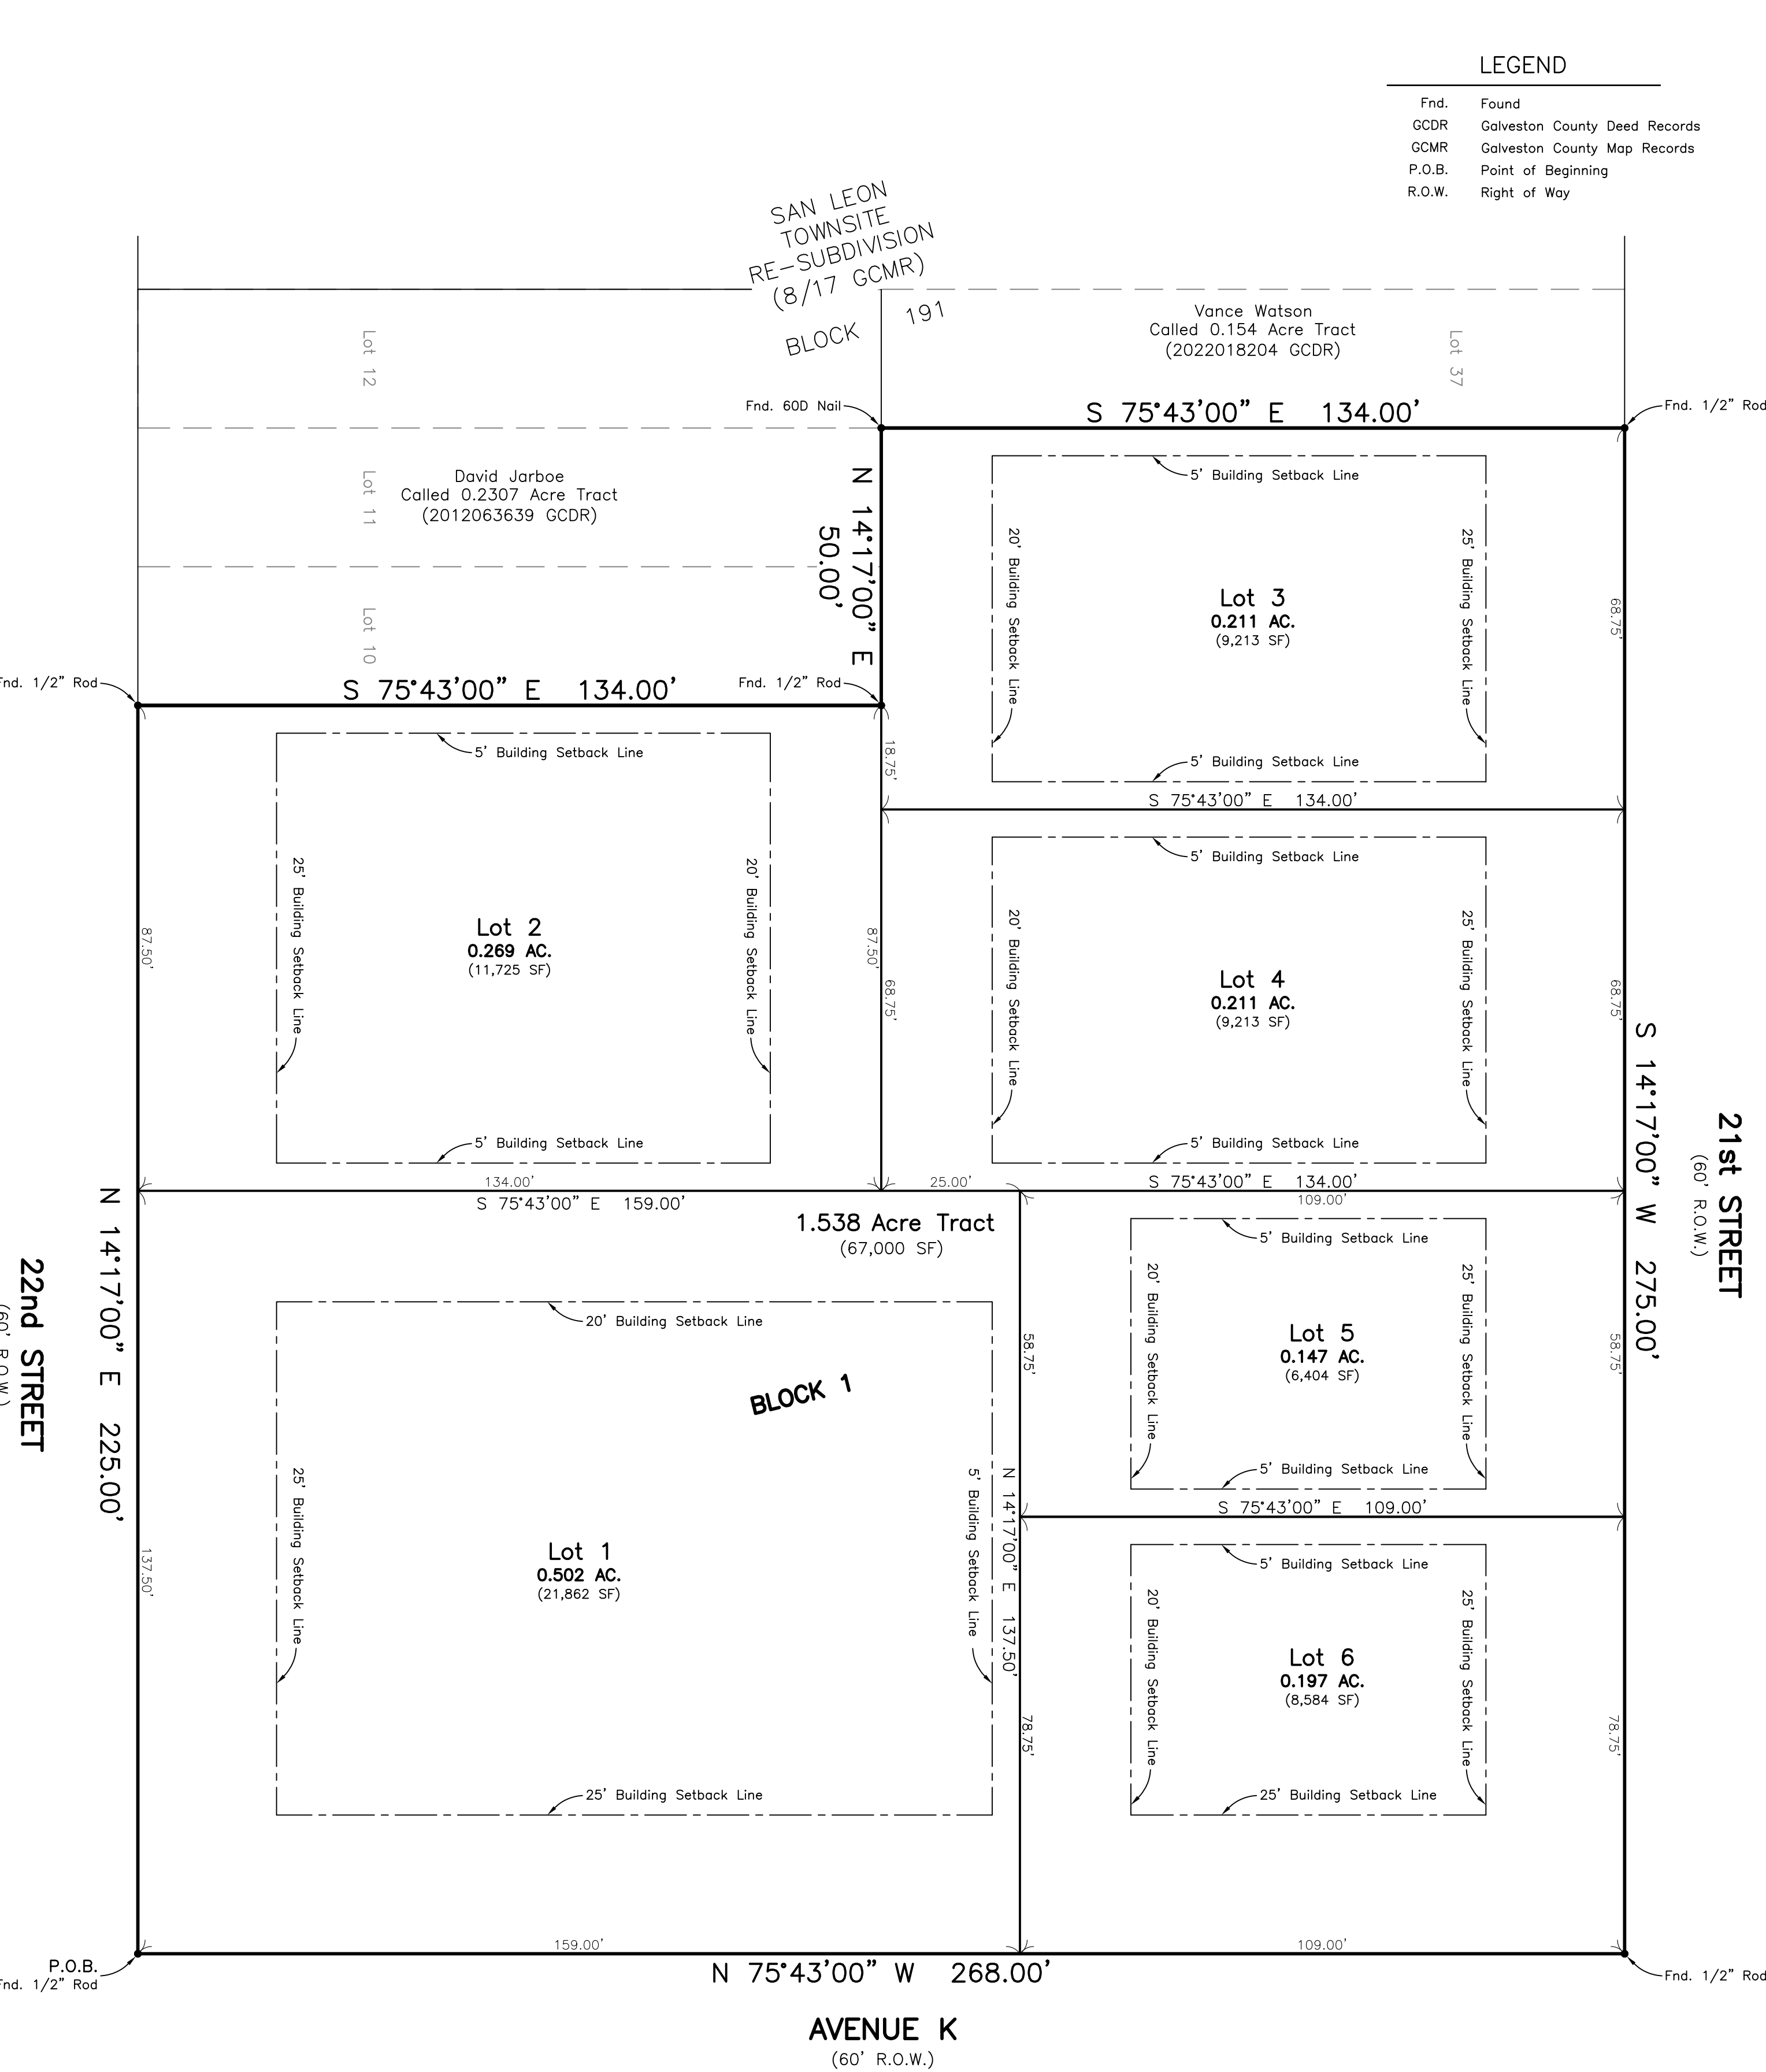 LEGEND
Fnd. Found
GCDR Galveston County Deed Records
GCMR Galveston County Map Records
P.O.B. Point of Beginning
R.O.W. Right of Way
SAN LEON
TOWNSITE
RE-SUBDIVISION
(8/17 GCMR)
BLOCK 191
Vance Watson
Called 0.154 Acre Tract
(2022018204 GCDR)
Lot 37
Lot 12
Lot 11
Lot 10
David Jarboe
Called 0.2307 Acre Tract
(2012063639 GCDR)
Fnd. 60D Nail
S 75°43'00" E 134.00'
Fnd. 1/2" Rod
N 14°17'00" E
50.00'
5' Building Setback Line
20' Building Setback Line
25' Building Setback Line
Lot 3
0.211 AC.
(9,213 SF)
68.75'
5' Building Setback Line
S 75°43'00" E 134.00'
Fnd. 1/2" Rod
S 75°43'00" E 134.00'
Fnd. 1/2" Rod
18.75'
5' Building Setback Line
25' Building Setback Line
20' Building Setback Line
Lot 2
0.269 AC.
(11,725 SF)
87.50'
87.50'
5' Building Setback Line
134.00'
S 75°43'00" E 159.00'
5' Building Setback Line
20' Building Setback Line
25' Building Setback Line
Lot 4
0.211 AC.
(9,213 SF)
68.75'
68.75'
5' Building Setback Line
25.00'
S 75°43'00" E 134.00'
109.00'
S 14°17'00" W 275.00'
21st STREET
(60' R.O.W.)
1.538 Acre Tract
(67,000 SF)
5' Building Setback Line
20' Building Setback Line
25' Building Setback Line
Lot 5
0.147 AC.
(6,404 SF)
58.75'
58.75'
5' Building Setback Line
S 75°43'00" E 109.00'
22nd STREET
(60' R.O.W.)
N 14°17'00" E 225.00'
20' Building Setback Line
BLOCK 1
25' Building Setback Line
5' Building Setback Line
N 14°17'00" E 137.50'
Lot 1
0.502 AC.
(21,862 SF)
137.50'
25' Building Setback Line
5' Building Setback Line
20' Building Setback Line
25' Building Setback Line
Lot 6
0.197 AC.
(8,584 SF)
78.75'
78.75'
25' Building Setback Line
159.00'
109.00'
P.O.B.
Fnd. 1/2" Rod
N 75°43'00" W 268.00'
Fnd. 1/2" Rod
AVENUE K
(60' R.O.W.)